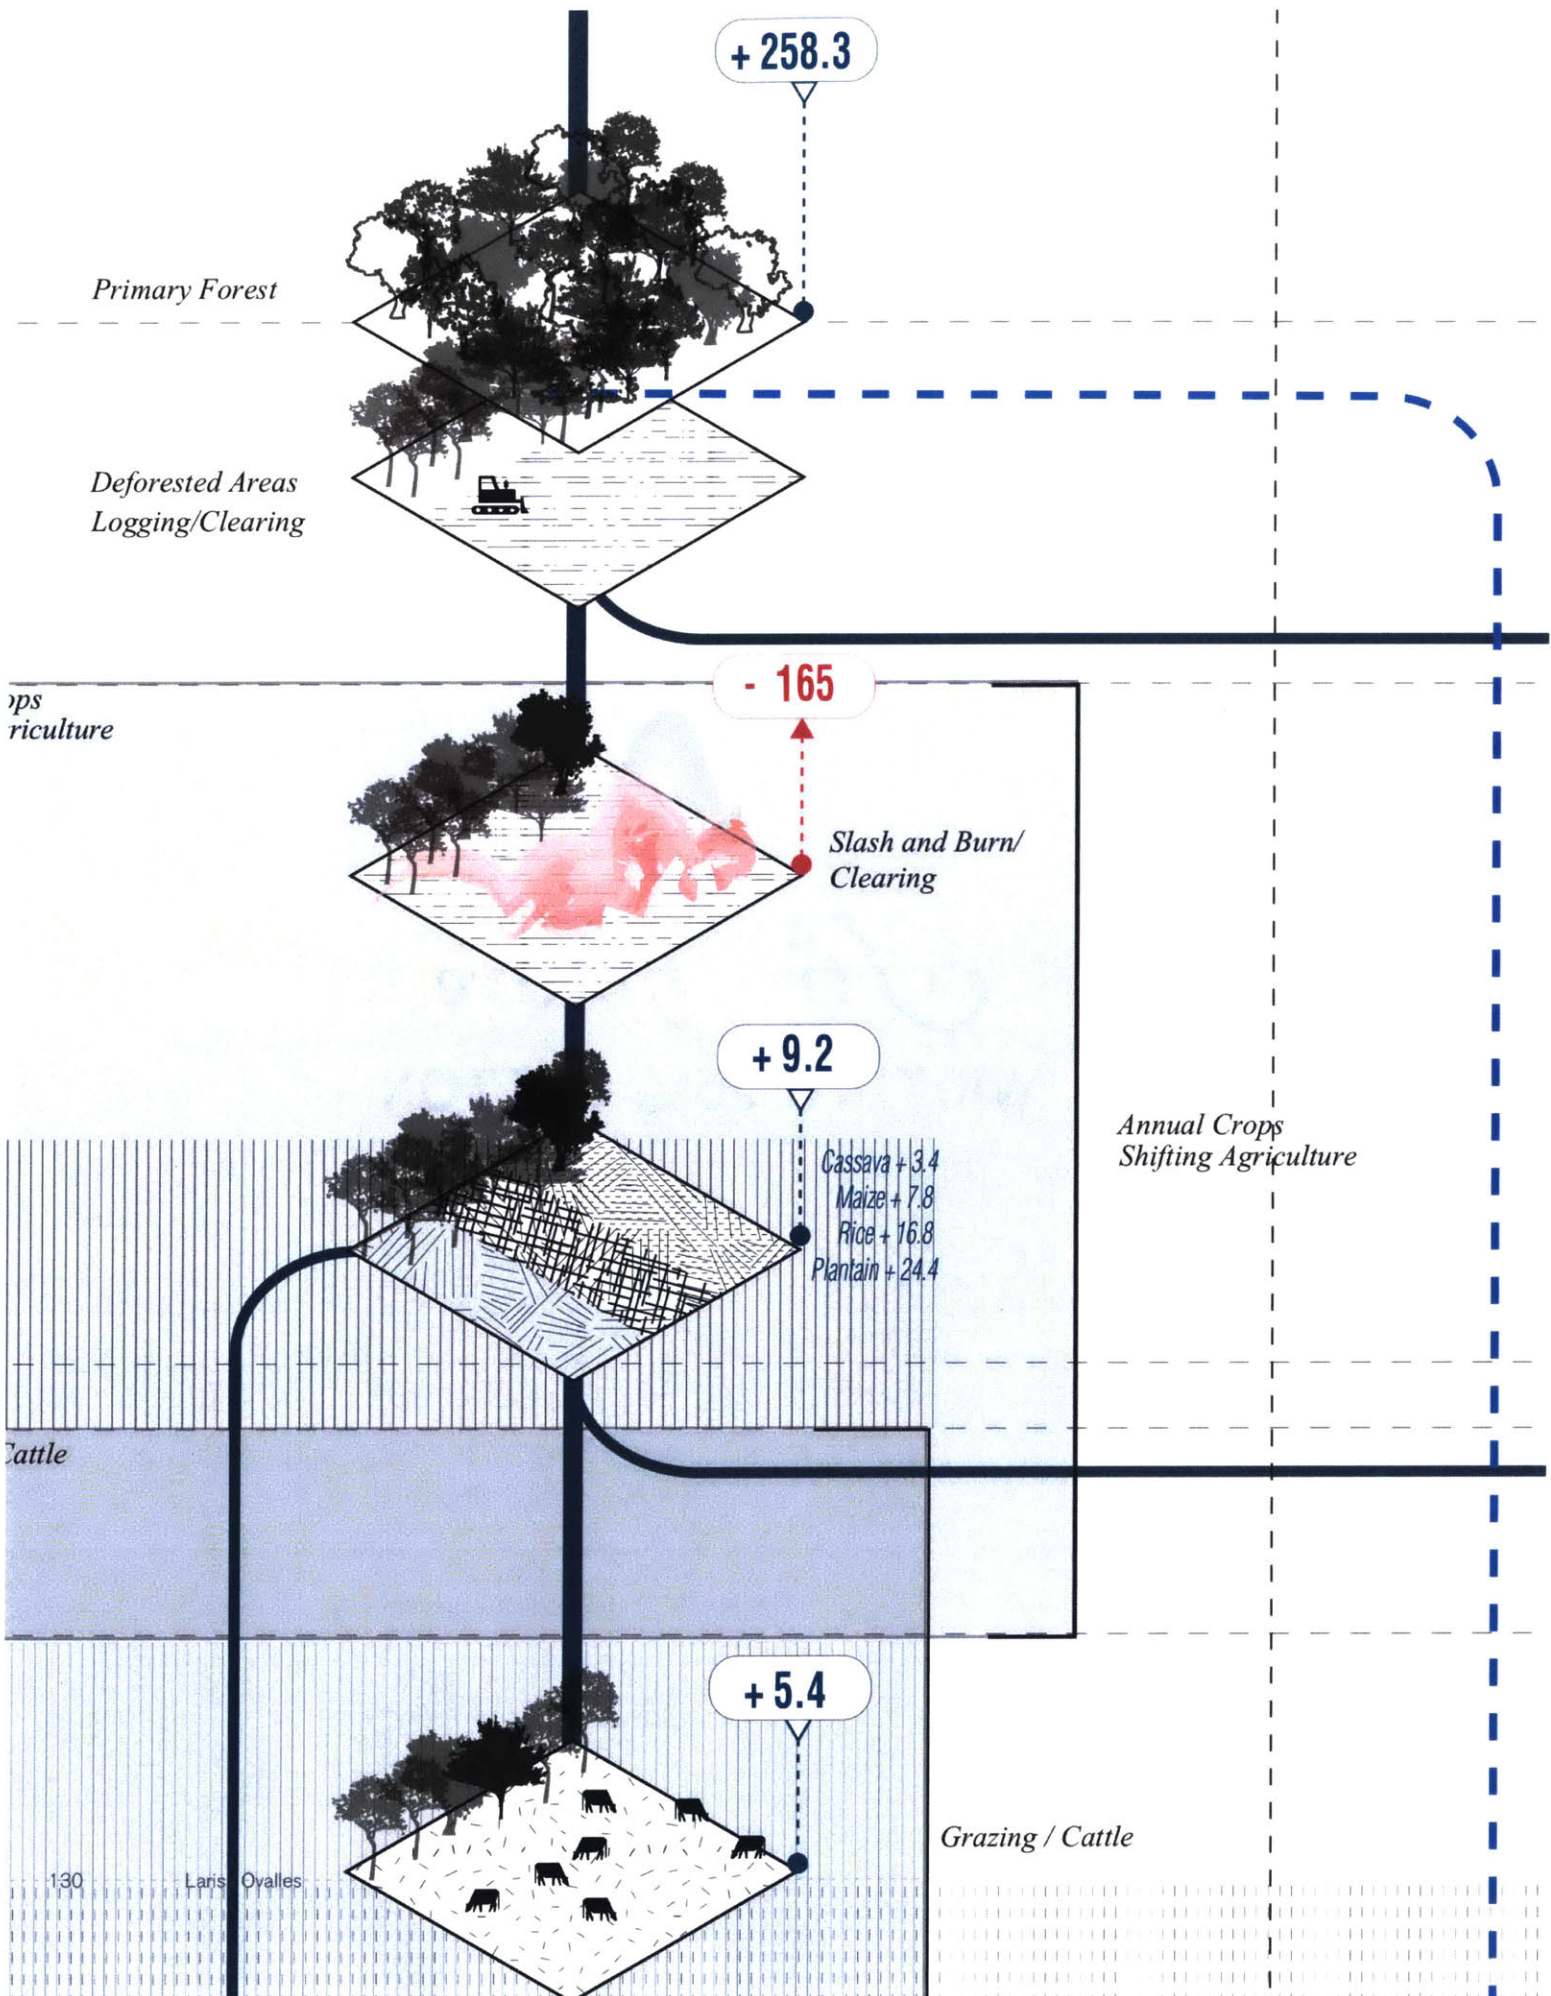 + 258.3
Primary Forest
Deforested Areas
Logging/Clearing
- 165
ops
riculture
Slash and Burn/
Clearing
+ 9.2
Cassava + 3.4
Maize + 7.8
Rice + 16.8
Plantain + 24.4
Annual Crops
Shifting Agriculture
Cattle
+ 5.4
Grazing / Cattle
130 Laris Ovalles